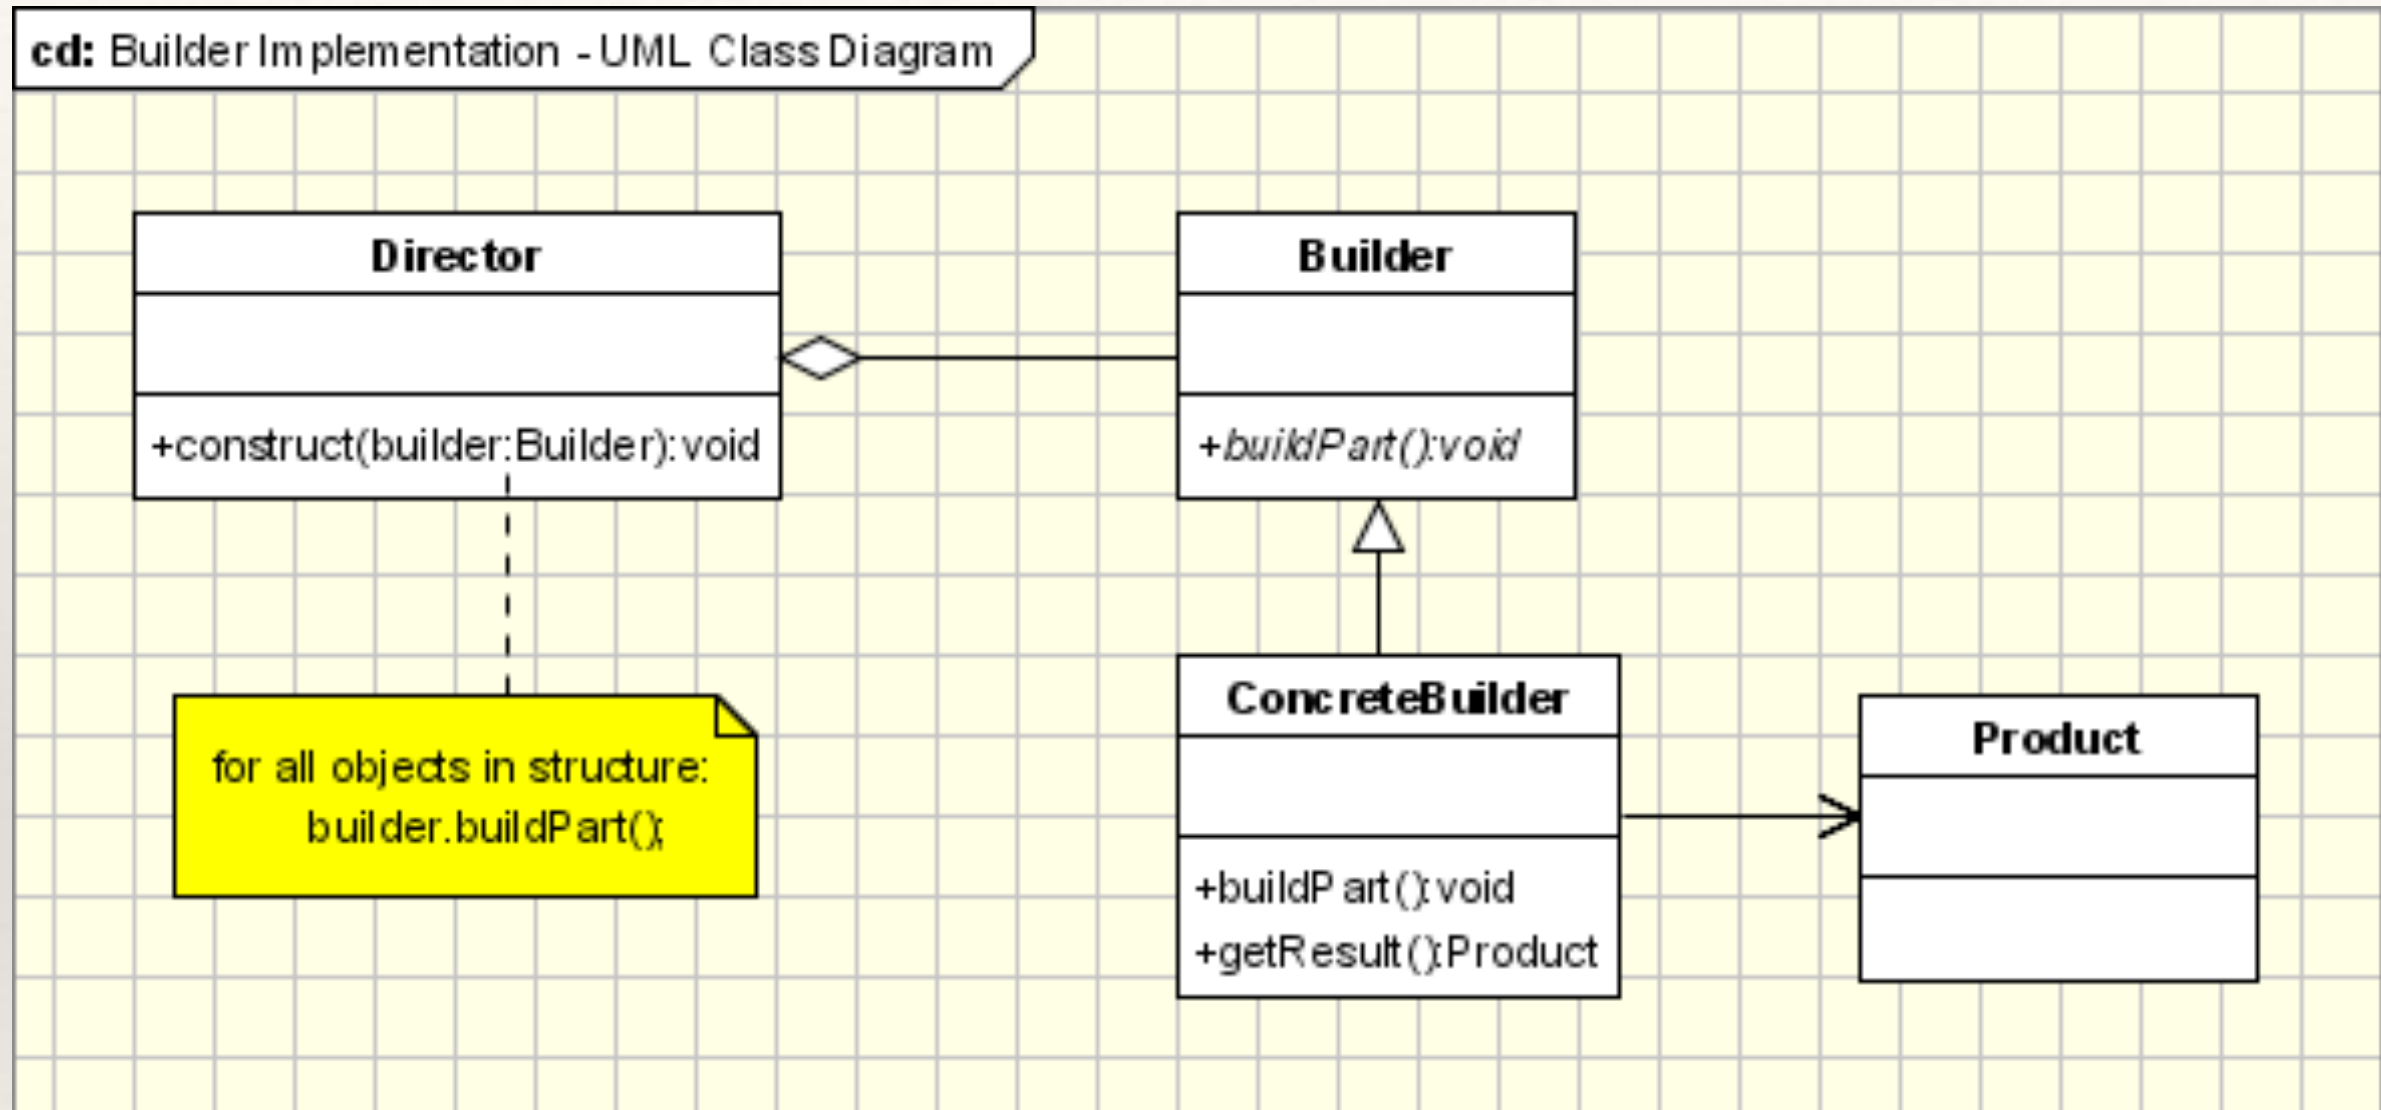 cd: Builder Implementation - UML Class Diagram
Director
+construct(builder:Builder):void
Builder
+buildPart():void
for all objects in structure:
builder.buildPart();
ConcreteBuilder
+buildPart():void
+getResult():Product
Product